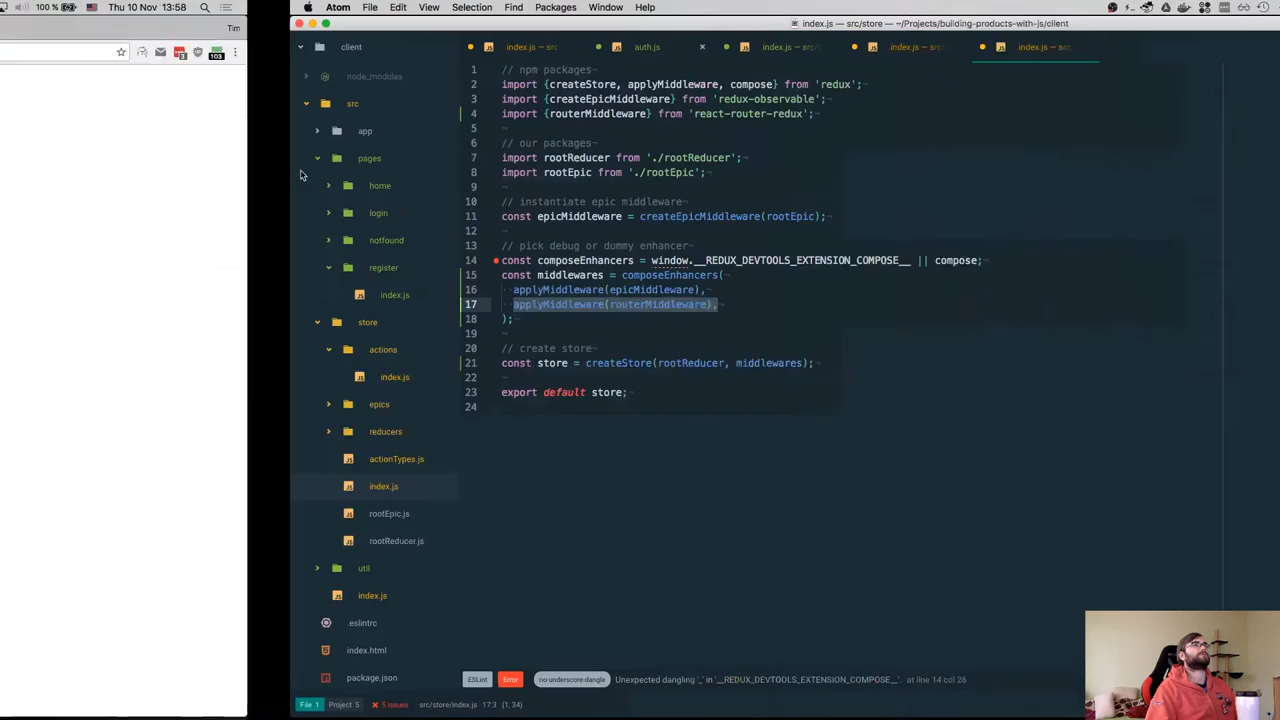 Thu 10 Nov 13:58
Tim
103
Atom File Edit View Selection Find Packages Window Help
index.js — src/store — ~/Projects/building-products-with-js/client
client
node_modules
src
app
pages
home
login
notfound
register
index.js
store
actions
index.js
epics
reducers
actionTypes.js
index.js
rootEpic.js
rootReducer.js
util
index.js
.eslintrc
index.html
package.json
index.js — src
auth.js
index.js — src/
index.js — src/
index.js — src
1 // npm packages
2 import {createStore, applyMiddleware, compose} from 'redux';
3 import {createEpicMiddleware} from 'redux-observable';
4 import {routerMiddleware} from 'react-router-redux';
5
6 // our packages
7 import rootReducer from './rootReducer';
8 import rootEpic from './rootEpic';
9
10 // instantiate epic middleware
11 const epicMiddleware = createEpicMiddleware(rootEpic);
12
13 // pick debug or dummy enhancer
14 const composeEnhancers = window.__REDUX_DEVTOOLS_EXTENSION_COMPOSE__ || compose;
15 const middlewares = composeEnhancers(
16 applyMiddleware(epicMiddleware),
17 applyMiddleware(routerMiddleware),
18 );
19
20 // create store
21 const store = createStore(rootReducer, middlewares);
22
23 export default store;
24
ESLint Error no-underscore-dangle Unexpected dangling '_' in '__REDUX_DEVTOOLS_EXTENSION_COMPOSE__'. at line 14 col 26
File 1 Project 5 5 issues src/store/index.js 17:3 (1, 34)